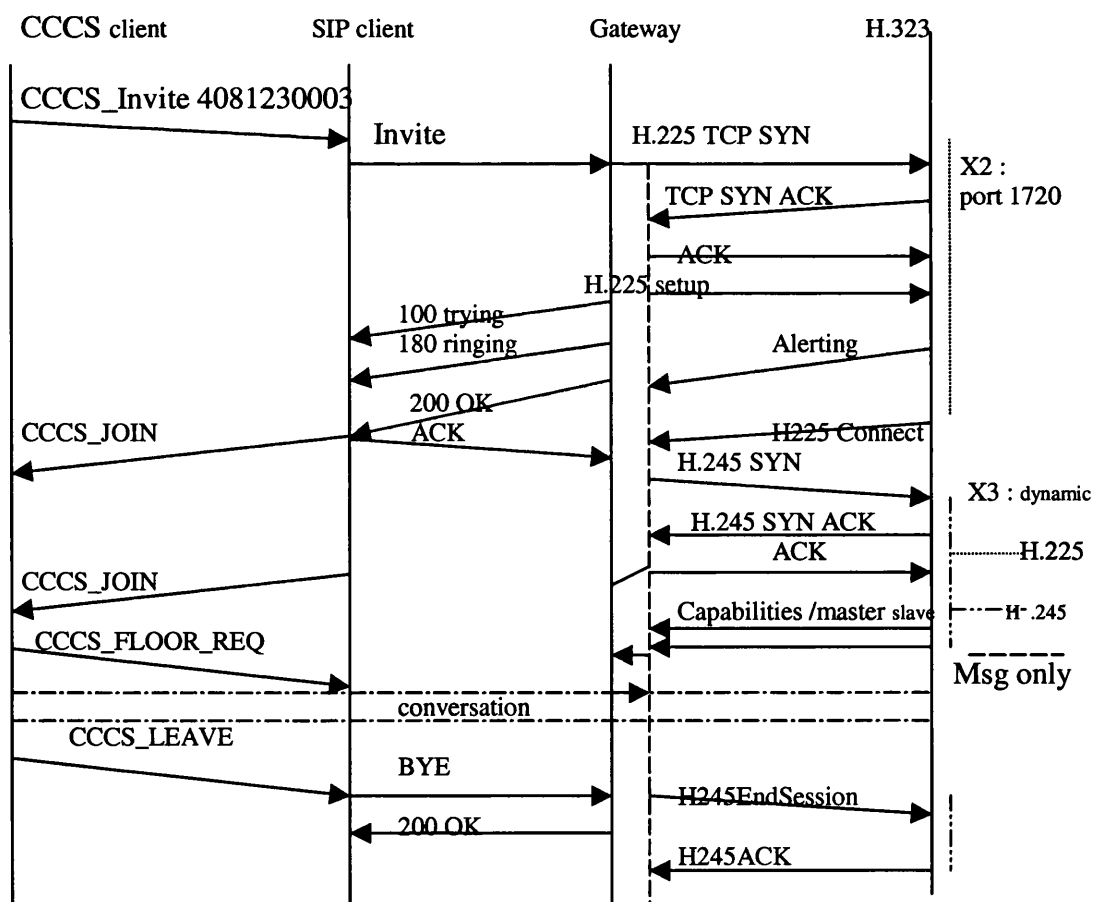 CCCS client SIP client Gateway H.323
CCCS_Invite 4081230003
Invite H.225 TCP SYN
X2 :
port 1720
TCP SYN ACK
ACK
H.225 setup
100 trying
180 ringing Alerting
200 OK
CCCS_JOIN ACK H225 Connect
H.245 SYN
X3 : dynamic
H.245 SYN ACK
ACK H.225
CCCS_JOIN
Capabilities /master slave H .245
CCCS_FLOOR_REQ
Msg only
conversation
CCCS_LEAVE
BYE
H245EndSession
200 OK
H245ACK